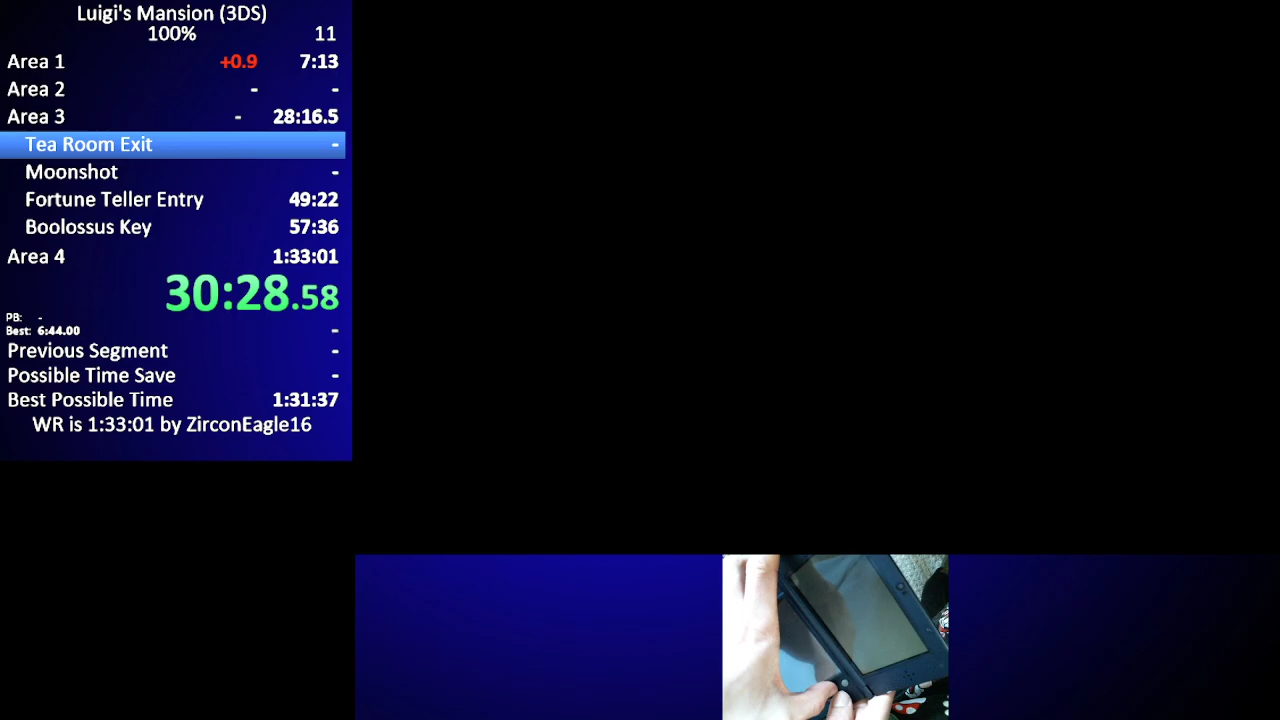 Luigi's Mansion (3DS)
100% 11
Area 1 +0.9 7:13
Area 2 - -
Area 3 - 28:16.5
Tea Room Exit -
Moonshot -
Fortune Teller Entry 49:22
Boolossus Key 57:36
Area 4 1:33:01
30:28.58
PB: -
Best: 6:44.00 -
Previous Segment -
Possible Time Save -
Best Possible Time 1:31:37
WR is 1:33:01 by ZirconEagle16